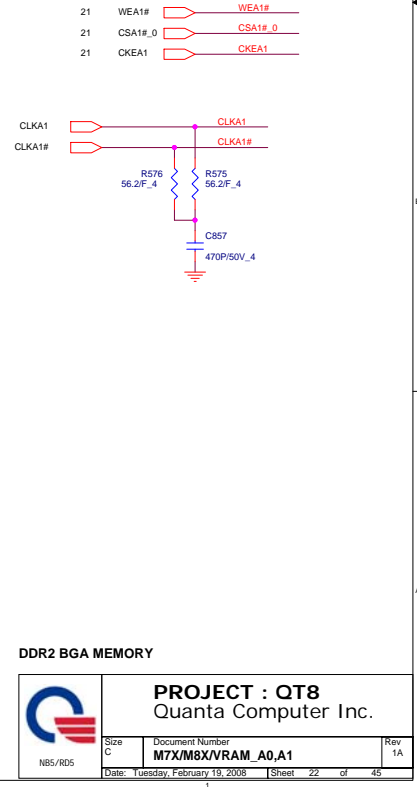 21 WEA1# WEA1#
21 CSA1#_0 CSA1#_0
21 CKEA1 CKEA1
CLKA1 CLKA1
CLKA1# CLKA1#
R576 R575
56.2/F_4 56.2/F_4
C857
470P/50V_4
DDR2 BGA MEMORY
PROJECT : QT8
Quanta Computer Inc.
Size Document Number Rev
C M7X/M8X/VRAM_A0,A1 1A
NB5/RD5
Date: Tuesday, February 19, 2008 Sheet 22 of 45
1